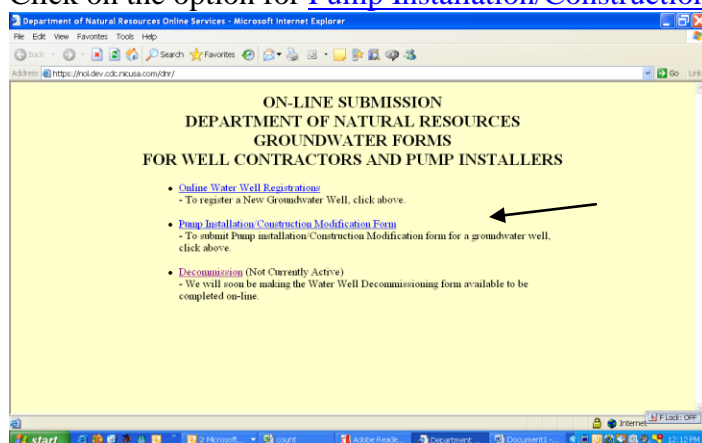 Click on the option for Pump Installation/Construction
Department of Natural Resources Online Services - Microsoft Internet Explorer
File Edit View Favorites Tools Help
Back Search Favorites
Address https://nol.dev.cdc.nicusa.com/dnr/ Go Link
ON-LINE SUBMISSION
DEPARTMENT OF NATURAL RESOURCES
GROUNDWATER FORMS
FOR WELL CONTRACTORS AND PUMP INSTALLERS
• Online Water Well Registrations
- To register a New Groundwater Well, click above.
• Pump Installation/Construction Modification Form
- To submit Pump installation/Construction Modification form for a groundwater well,
click above.
• Decommission (Not Currently Active)
- We will soon be making the Water Well Decommissioning form available to be
completed on-line.
Internet
F Lock: OFF
start 2 Microsoft... count Adobe Reade... Department ... Document1 -... 12:12 PM